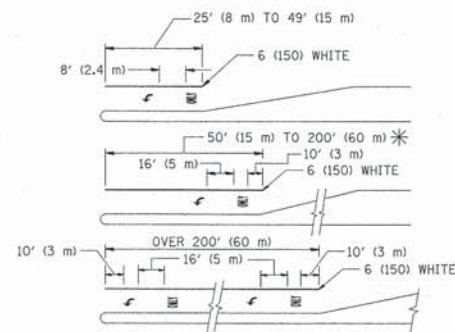 25' (8 m) TO 49' (15 m)
8' (2.4 m)
6 (150) WHITE
50' (15 m) TO 200' (60 m) *
16' (5 m)
10' (3 m)
6 (150) WHITE
OVER 200' (60 m)
10' (3 m)
16' (5 m)
10' (3 m)
6 (150) WHITE